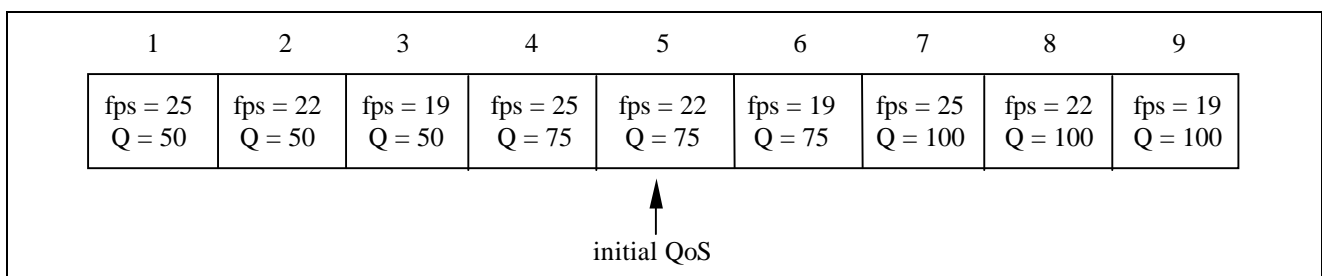 1 2 3 4 5 6 7 8 9
fps = 25 fps = 22 fps = 19 fps = 25 fps = 22 fps = 19 fps = 25 fps = 22 fps = 19
Q = 50 Q = 50 Q = 50 Q = 75 Q = 75 Q = 75 Q = 100 Q = 100 Q = 100
initial QoS